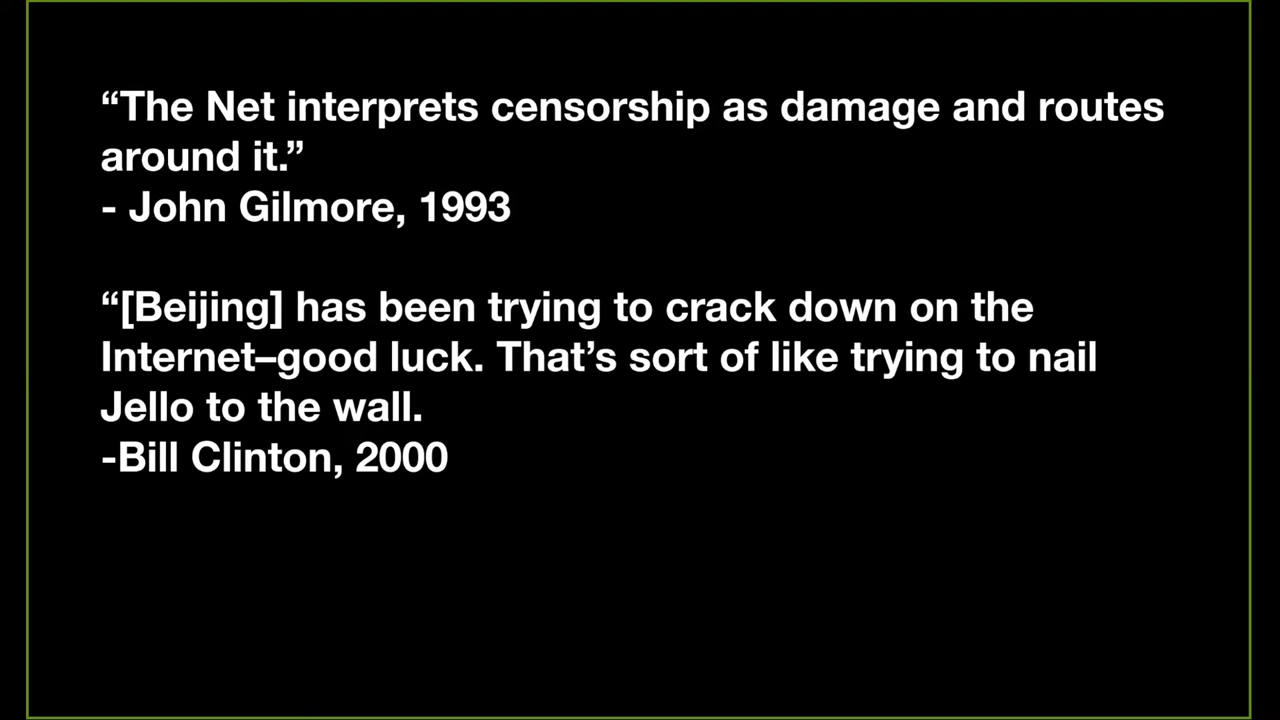 “The Net interprets censorship as damage and routes
around it.”
- John Gilmore, 1993
“[Beijing] has been trying to crack down on the
Internet–good luck. That’s sort of like trying to nail
Jello to the wall.
-Bill Clinton, 2000